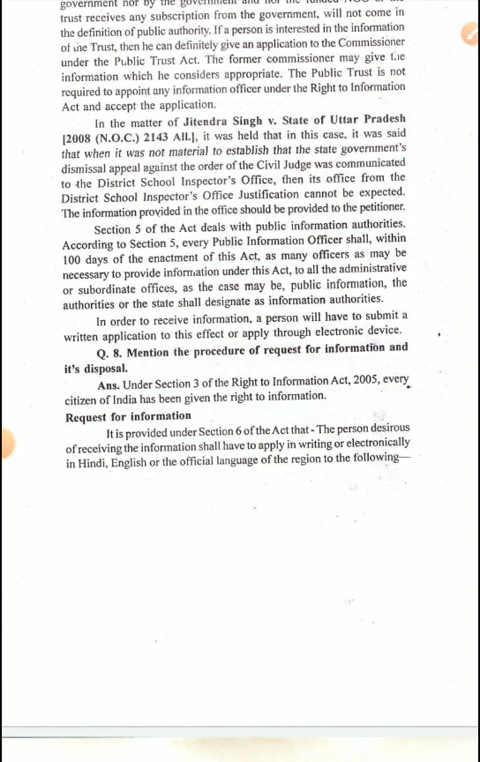 government nor by the government and nor the funded NGO or the
trust receives any subscription from the government, will not come in
the definition of public authority. If a person is interested in the information
of the Trust, then he can definitely give an application to the Commissioner
under the Public Trust Act. The former commissioner may give the
information which he considers appropriate. The Public Trust is not
required to appoint any information officer under the Right to Information
Act and accept the application.
In the matter of Jitendra Singh v. State of Uttar Pradesh
[2008 (N.O.C.) 2143 All.], it was held that in this case, it was said
that when it was not material to establish that the state government's
dismissal appeal against the order of the Civil Judge was communicated
to the District School Inspector's Office, then its office from the
District School Inspector's Office Justification cannot be expected.
The information provided in the office should be provided to the petitioner.
Section 5 of the Act deals with public information authorities.
According to Section 5, every Public Information Officer shall, within
100 days of the enactment of this Act, as many officers as may be
necessary to provide information under this Act, to all the administrative
or subordinate offices, as the case may be, public information, the
authorities or the state shall designate as information authorities.
In order to receive information, a person will have to submit a
written application to this effect or apply through electronic device.
Q. 8. Mention the procedure of request for information and
it's disposal.
Ans. Under Section 3 of the Right to Information Act, 2005, every
citizen of India has been given the right to information.
Request for information
It is provided under Section 6 of the Act that - The person desirous
of receiving the information shall have to apply in writing or electronically
in Hindi, English or the official language of the region to the following—